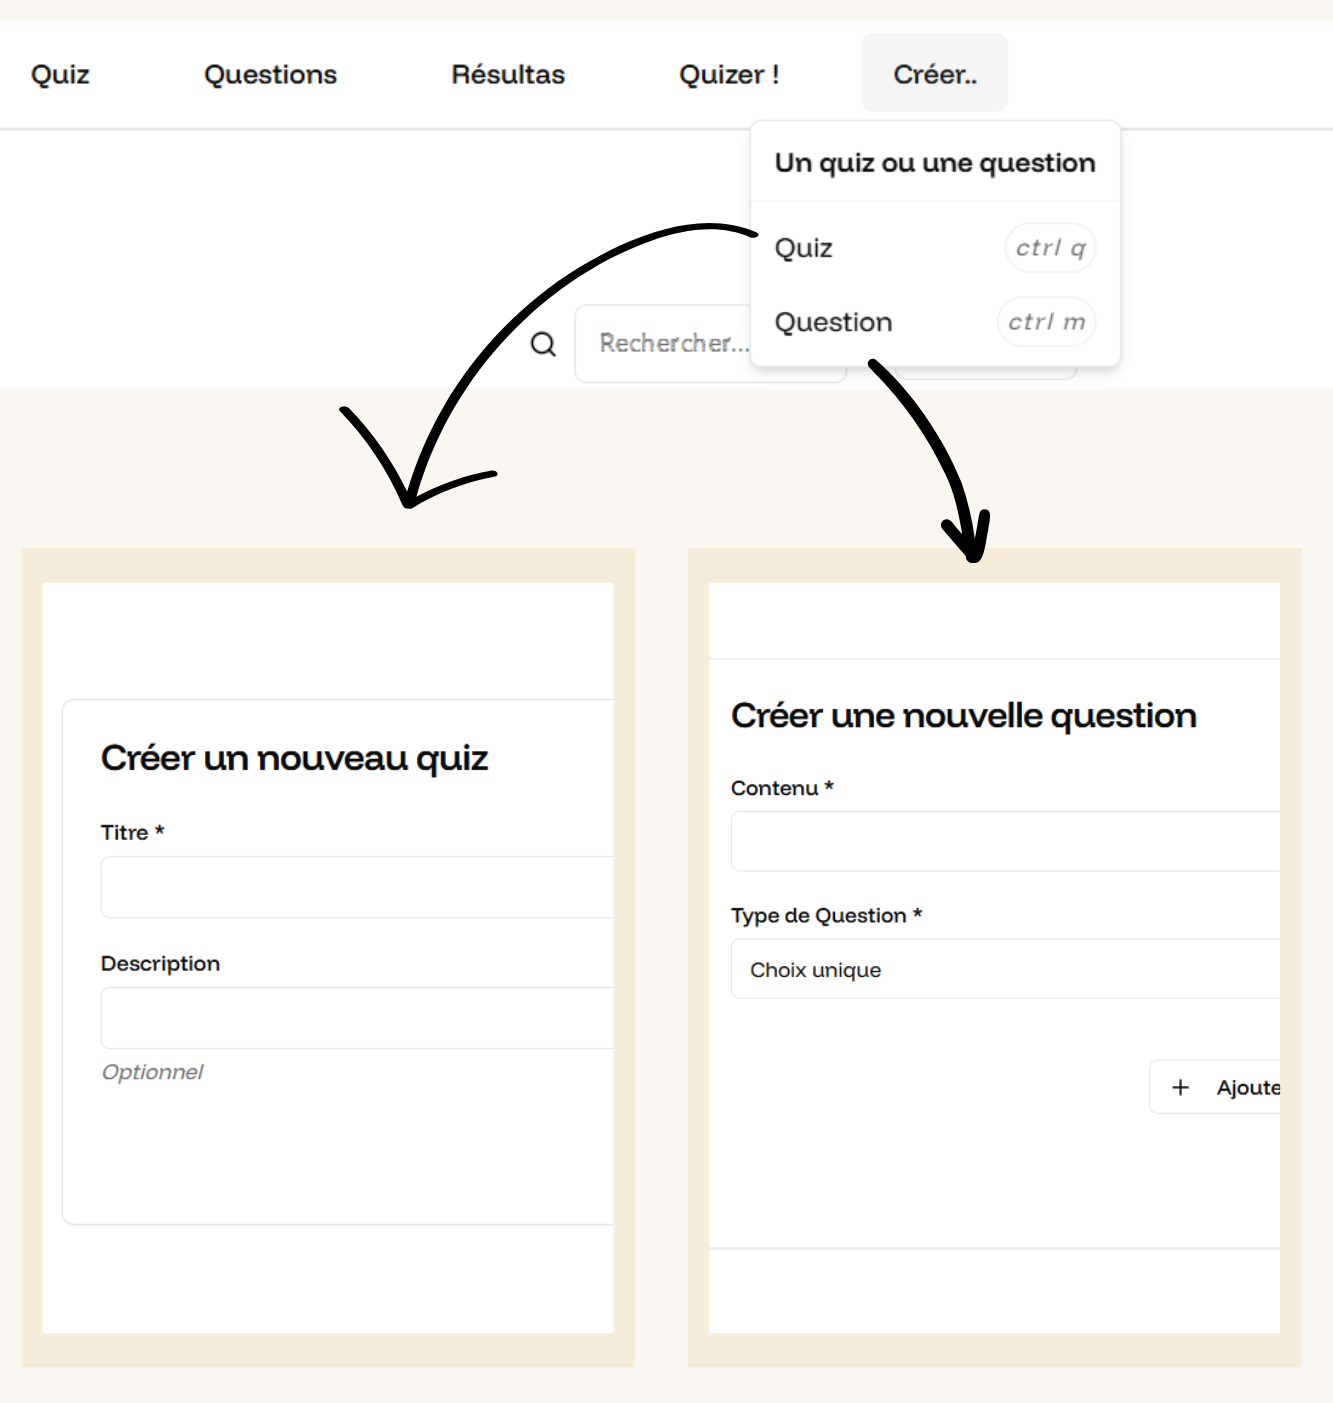 Quiz Questions Résultas Quizer ! Créer..
Un quiz ou une question
Quiz ctrl q
Question ctrl m
Rechercher...
Créer un nouveau quiz
Titre *
Description
Optionnel
Créer une nouvelle question
Contenu *
Type de Question *
Choix unique
+ Ajoute